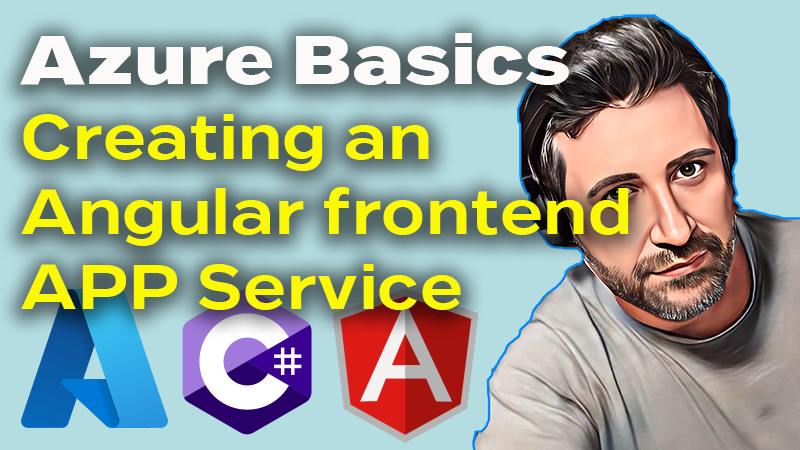 Azure Basics
Creating an
Angular frontend
APP Service
C#
A